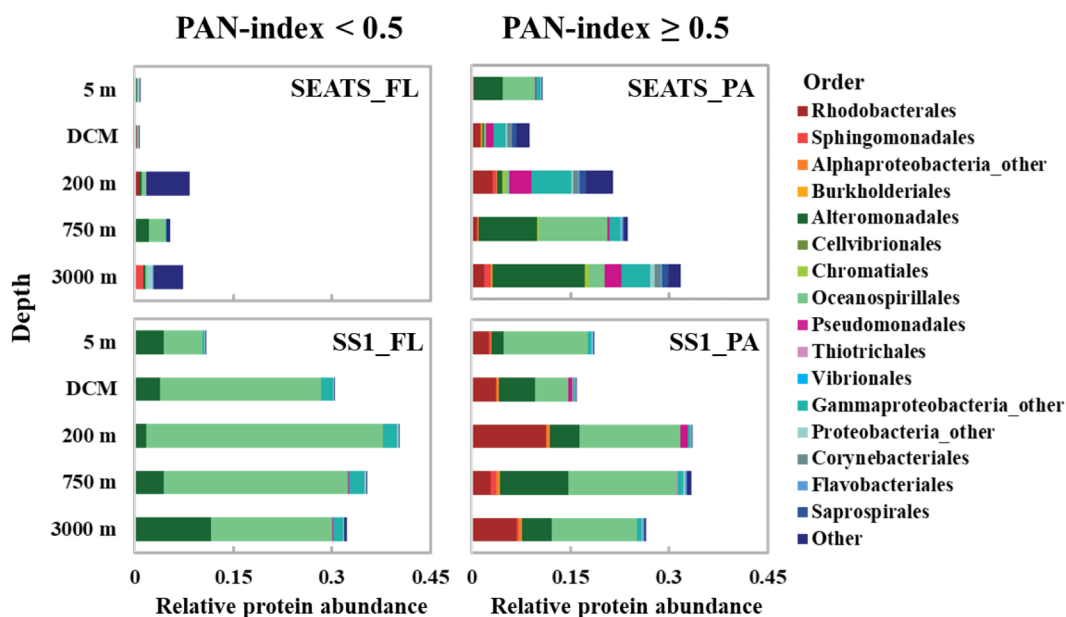 PAN-index < 0.5
PAN-index ≥ 0.5
Depth
5 m
DCM
200 m
750 m
3000 m
SEATS_FL
SEATS_PA
5 m
DCM
200 m
750 m
3000 m
SS1_FL
SS1_PA
0 0.15 0.3 0.45
0 0.15 0.3 0.45
Relative protein abundance
Relative protein abundance
Order
Rhodobacterales
Sphingomonadales
Alphaproteobacteria_other
Burkholderiales
Alteromonadales
Cellvibrionales
Chromatiales
Oceanospirillales
Pseudomonadales
Thiotrichales
Vibrionales
Gammaproteobacteria_other
Proteobacteria_other
Corynebacteriales
Flavobacteriales
Saprospirales
Other